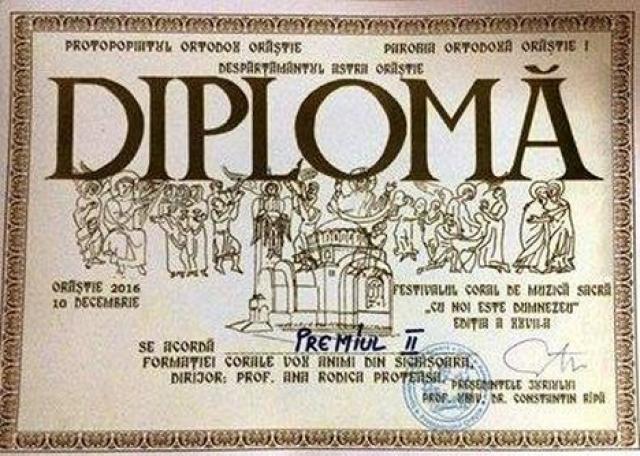 PROTOPOPIATUL ORTODOX ORĂȘTIE PAROHIA ORTODOXĂ ORĂȘTIE I
DESPĂRȚĂMÂNTUL ASTRA ORĂȘTIE
DIPLOMĂ
ORĂȘTIE 2016
10 DECEMBRIE
FESTIVALUL CORAL DE MUZICĂ SACRĂ
„CU NOI ESTE DUMNEZEU”
EDIȚIA A XXVII-A
SE ACORDĂ PREMIUL II
FORMAȚIEI CORALE VOX ANIMI DIN SIGHIȘOARA,
DIRIJOR: PROF. ANA RODICA PROTEASA.
PREȘEDINTELE JURIULUI
PROF. UNIV. DR. CONSTANTIN RÎPĂ